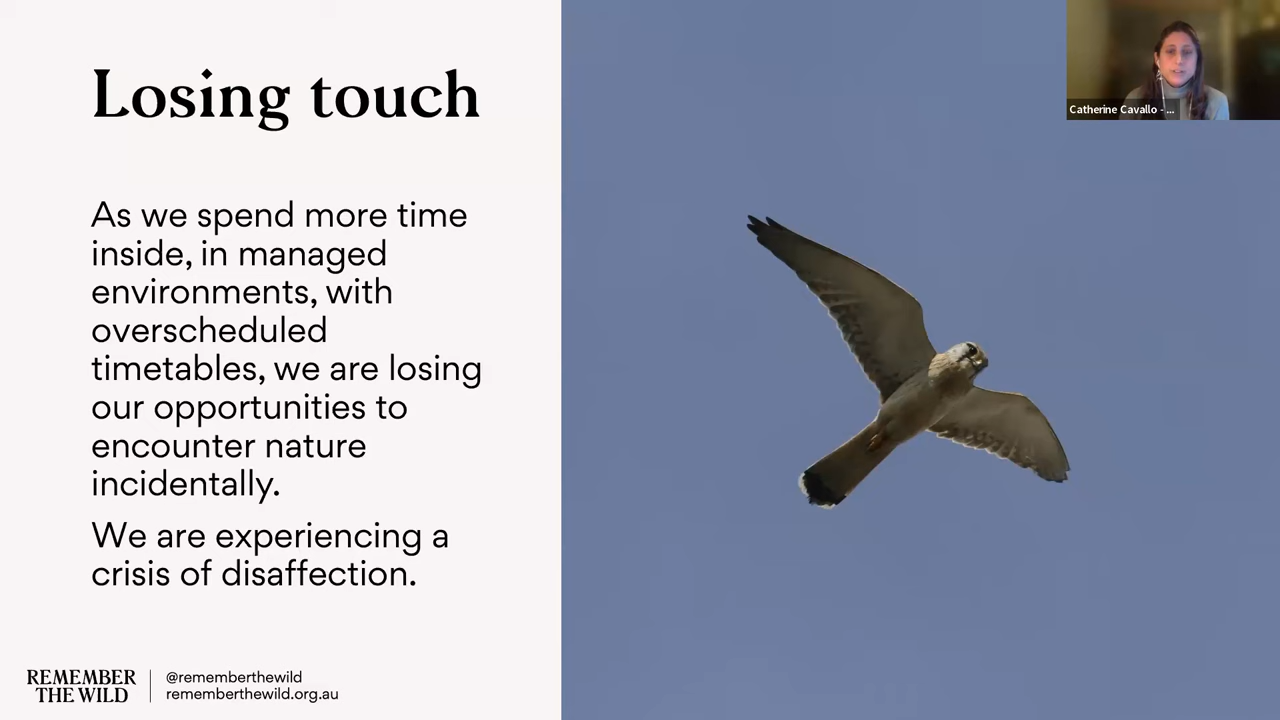 Losing touch
As we spend more time
inside, in managed
environments, with
overscheduled
timetables, we are losing
our opportunities to
encounter nature
incidentally.
We are experiencing a
crisis of disaffection.
REMEMBER
THE WILD
@rememberthewild
rememberthewild.org.au
Catherine Cavallo - ...